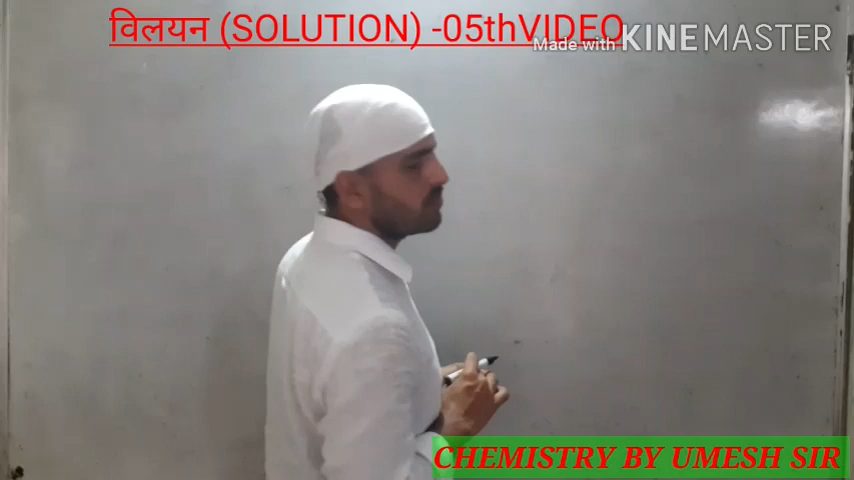 विलयन (SOLUTION) -05thVIDEO
Made with KINEMASTER
CHEMISTRY BY UMESH SIR